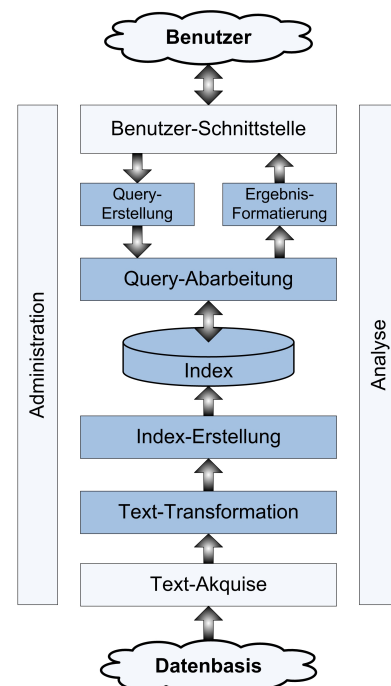 Benutzer
Benutzer-Schnittstelle
Query-
Erstellung
Ergebnis-
Formatierung
Query-Abarbeitung
Index
Index-Erstellung
Text-Transformation
Text-Akquise
Datenbasis
Administration
Analyse